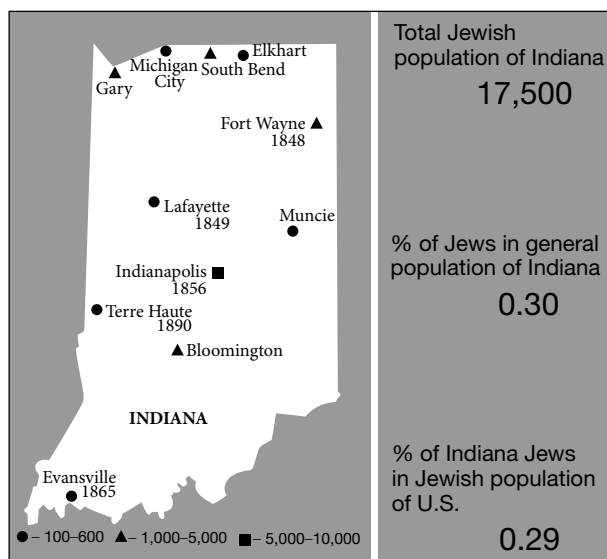 Michigan
City
Elkhart
South Bend
Gary
Fort Wayne
1848
Lafayette
1849
Muncie
Indianapolis
1856
Terre Haute
1890
Bloomington
INDIANA
Evansville
1865
– 100–600
– 1,000–5,000
– 5,000–10,000
Total Jewish
population of Indiana
17,500
% of Jews in general
population of Indiana
0.30
% of Indiana Jews
in Jewish population
of U.S.
0.29